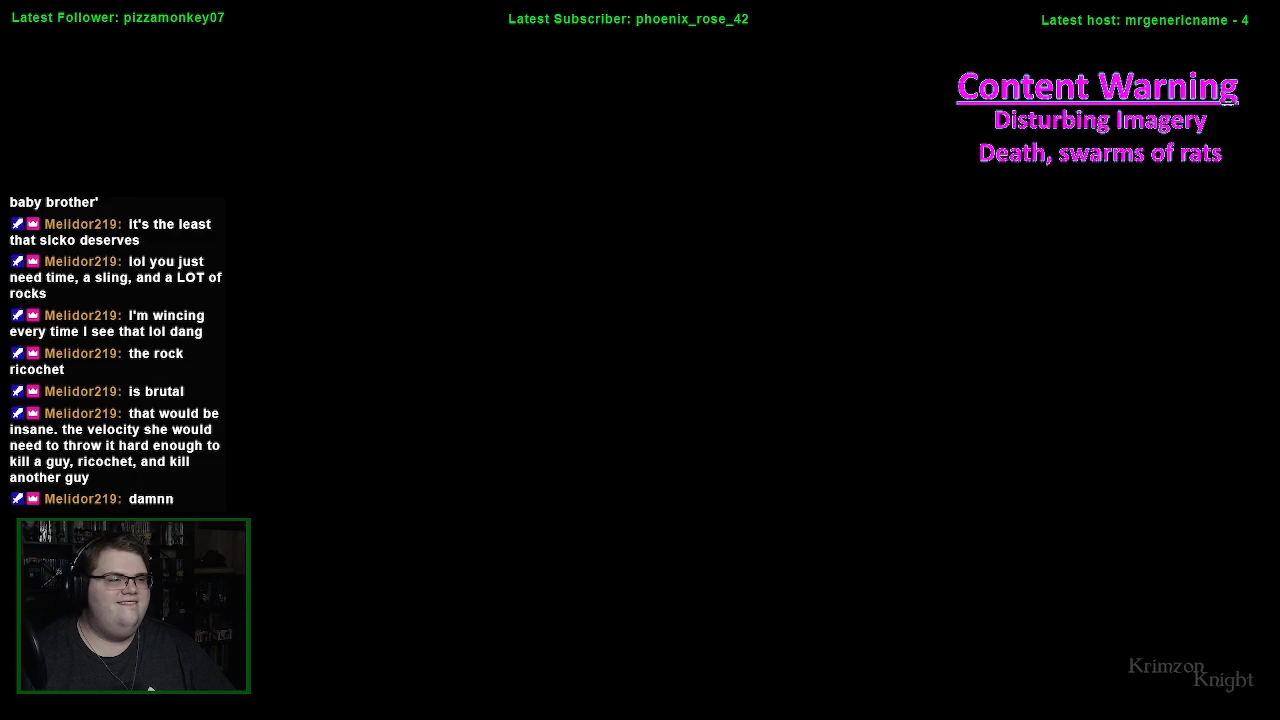 Latest Follower: pizzamonkey07
Latest Subscriber: phoenix_rose_42
Latest host: mrgenericname - 4
Content Warning
Disturbing Imagery
Death, swarms of rats
baby brother'
Melidor219: it's the least
that sicko deserves
Melidor219: lol you just
need time, a sling, and a LOT of
rocks
Melidor219: I'm wincing
every time I see that lol dang
Melidor219: the rock
ricochet
Melidor219: is brutal
Melidor219: that would be
insane. the velocity she would
need to throw it hard enough to
kill a guy, ricochet, and kill
another guy
Melidor219: damnn
Krimzon
Knight